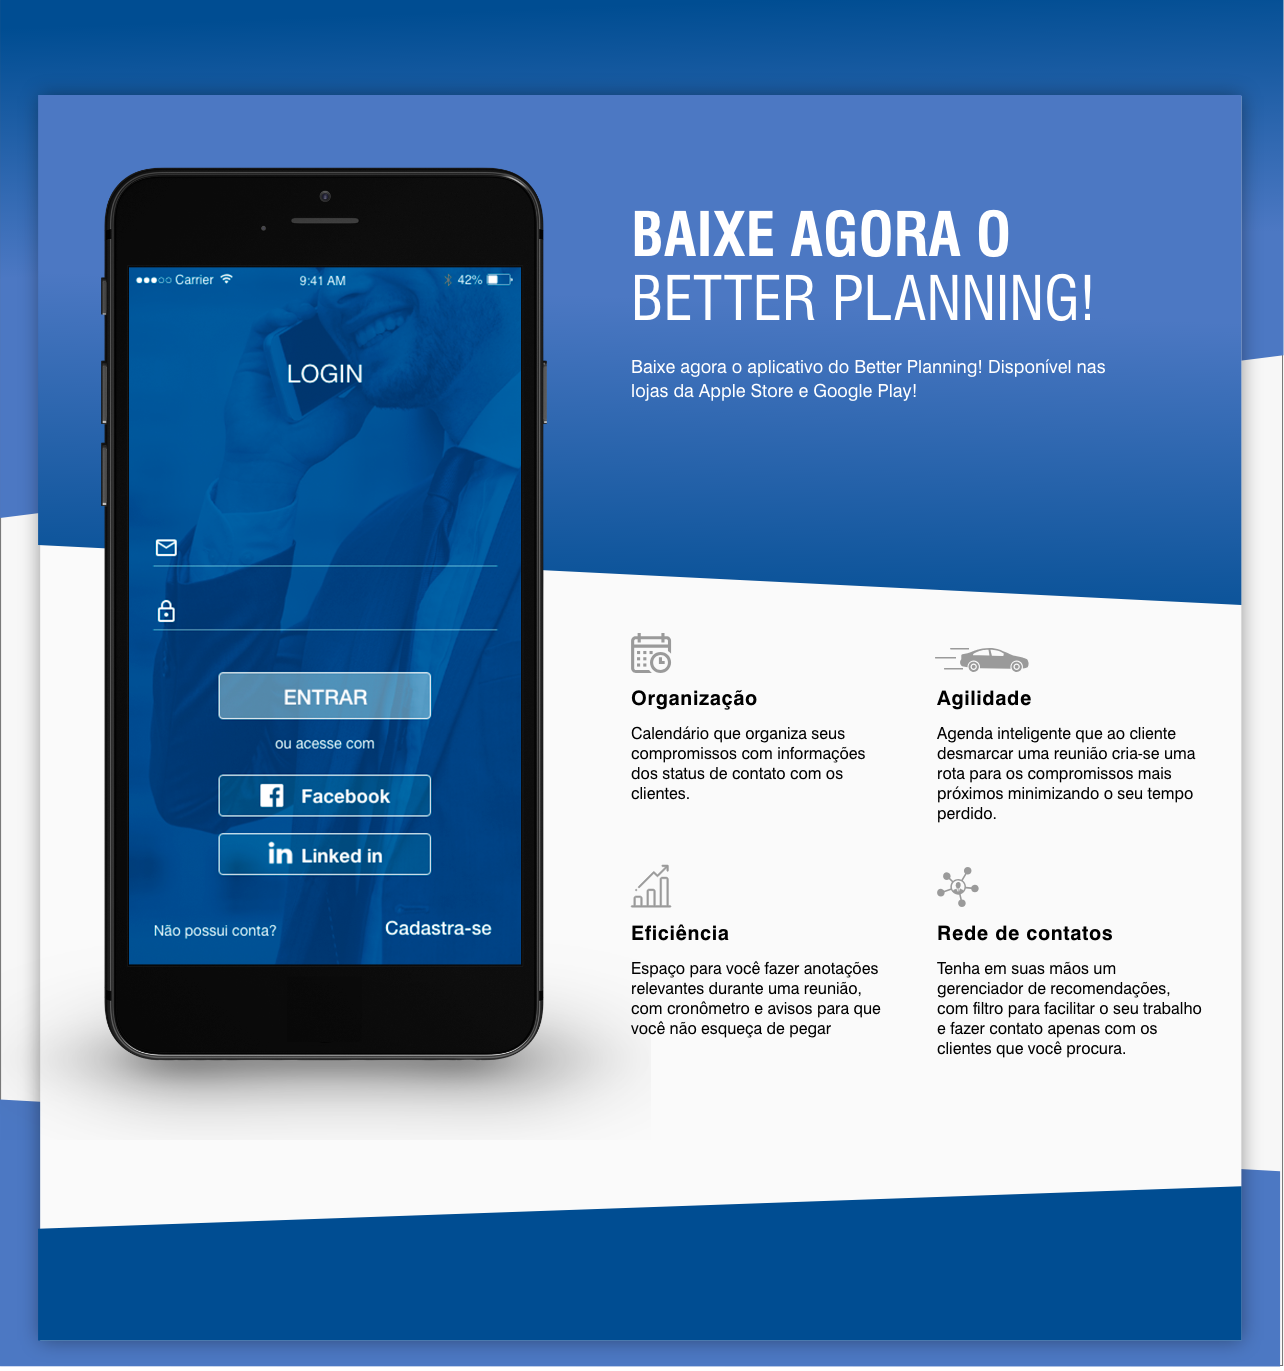 Carrier
9:41 AM
42%
LOGIN
ENTRAR
ou acesse com
Facebook
in Linked in
Não possui conta?
Cadastra-se
BAIXE AGORA O
BETTER PLANNING!
Baixe agora o aplicativo do Better Planning! Disponível nas
lojas da Apple Store e Google Play!
Organização
Calendário que organiza seus
compromissos com informações
dos status de contato com os
clientes.
Agilidade
Agenda inteligente que ao cliente
desmarcar uma reunião cria-se uma
rota para os compromissos mais
próximos minimizando o seu tempo
perdido.
Eficiência
Espaço para você fazer anotações
relevantes durante uma reunião,
com cronômetro e avisos para que
você não esqueça de pegar
Rede de contatos
Tenha em suas mãos um
gerenciador de recomendações,
com filtro para facilitar o seu trabalho
e fazer contato apenas com os
clientes que você procura.